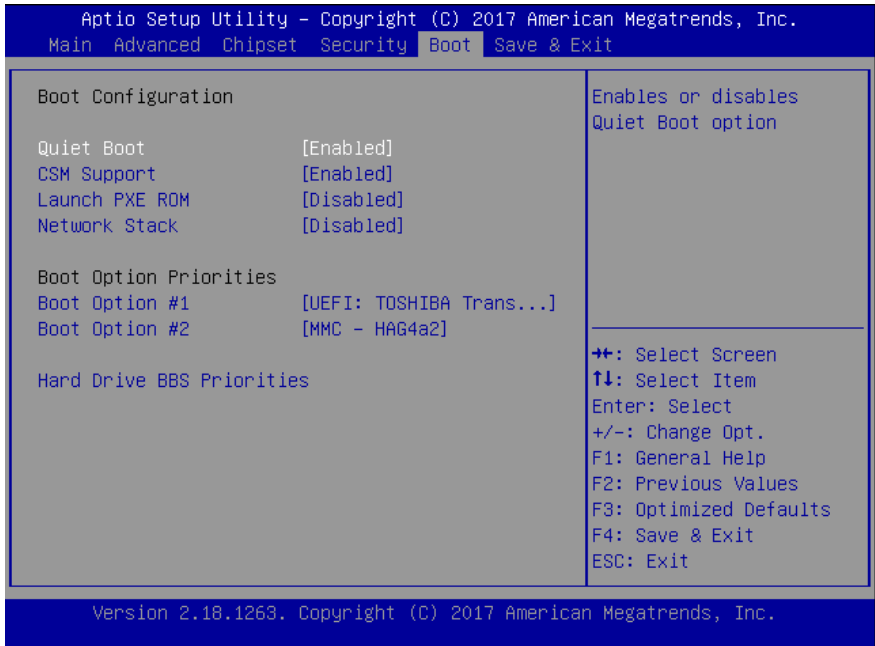 Aptio Setup Utility – Copyright (C) 2017 American Megatrends, Inc.
Main Advanced Chipset Security Boot Save & Exit
Boot Configuration
Quiet Boot [Enabled]
CSM Support [Enabled]
Launch PXE ROM [Disabled]
Network Stack [Disabled]
Boot Option Priorities
Boot Option #1 [UEFI: TOSHIBA Trans...]
Boot Option #2 [MMC – HAG4a2]
Hard Drive BBS Priorities
Enables or disables
Quiet Boot option
→←: Select Screen
↑↓: Select Item
Enter: Select
+/-: Change Opt.
F1: General Help
F2: Previous Values
F3: Optimized Defaults
F4: Save & Exit
ESC: Exit
Version 2.18.1263. Copyright (C) 2017 American Megatrends, Inc.